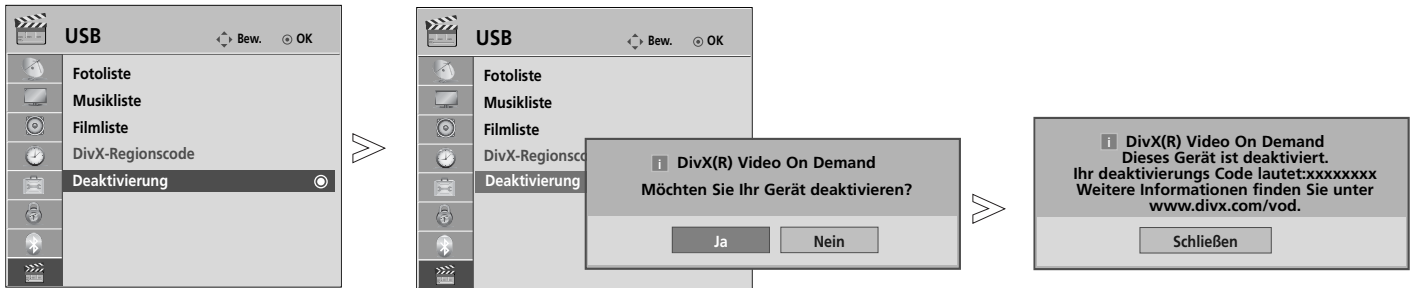 USB Bew. OK
Fotoliste
Musikliste
Filmliste
DivX-Regionscode
Deaktivierung
USB Bew. OK
Fotoliste
Musikliste
Filmliste
DivX-Regionsco
Deaktivierung
i DivX(R) Video On Demand
Möchten Sie Ihr Gerät deaktivieren?
Ja Nein
i DivX(R) Video On Demand
Dieses Gerät ist deaktiviert.
Ihr deaktivierungs Code lautet:xxxxxxxx
Weitere Informationen finden Sie unter
www.divx.com/vod.
Schließen